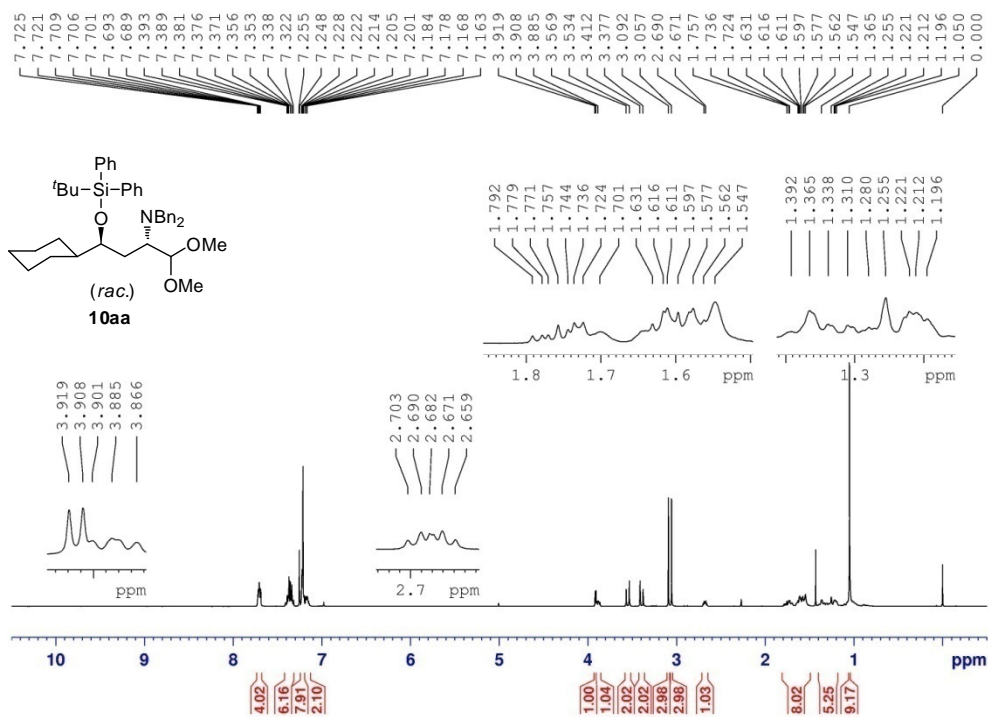 7.725 7.721 7.709 7.706 7.701 7.693 7.689 7.393 7.389 7.381 7.376 7.371 7.356 7.353 7.338 7.322 7.255 7.248 7.228 7.222 7.214 7.205 7.201 7.184 7.178 7.168 7.163 3.919 3.908 3.885 3.569 3.534 3.412 3.377 3.092 3.057 2.690 2.671 1.757 1.736 1.724 1.631 1.616 1.611 1.597 1.577 1.562 1.547 1.365 1.255 1.221 1.212 1.196 1.050 0.000
Ph
tBu Si Ph
O NBn2
OMe
OMe
(rac.)
10aa
1.792 1.779 1.771 1.757 1.744 1.736 1.724 1.701 1.631 1.616 1.611 1.597 1.577 1.562 1.547
1.392 1.365 1.338 1.310 1.280 1.255 1.221 1.212 1.196
1.8 1.7 1.6 ppm
1.3 ppm
3.919 3.908 3.901 3.885 3.866
ppm
2.703 2.690 2.682 2.671 2.659
2.7 ppm
10 9 8 7 6 5 4 3 2 1 ppm
4.02 6.16 7.91 2.10 1.00 1.04 2.02 2.02 2.98 2.98 1.03 8.02 5.25 9.17